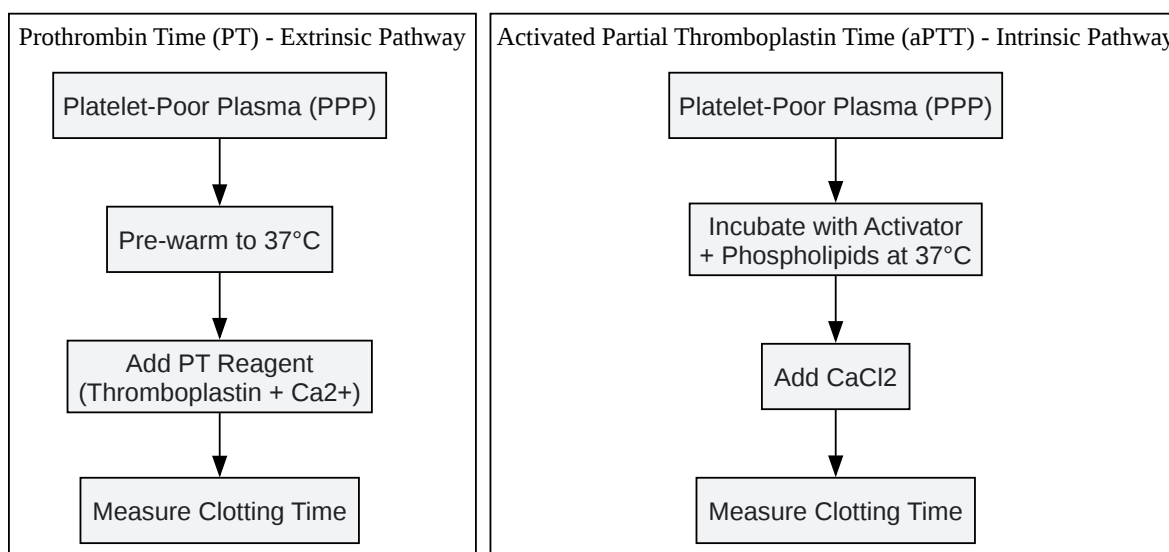 Prothrombin Time (PT) - Extrinsic Pathway
Platelet-Poor Plasma (PPP)
Pre-warm to 37°C
Add PT Reagent
(Thromboplastin + Ca2+)
Measure Clotting Time
Activated Partial Thromboplastin Time (aPTT) - Intrinsic Pathway
Platelet-Poor Plasma (PPP)
Incubate with Activator
+ Phospholipids at 37°C
Add CaCl2
Measure Clotting Time